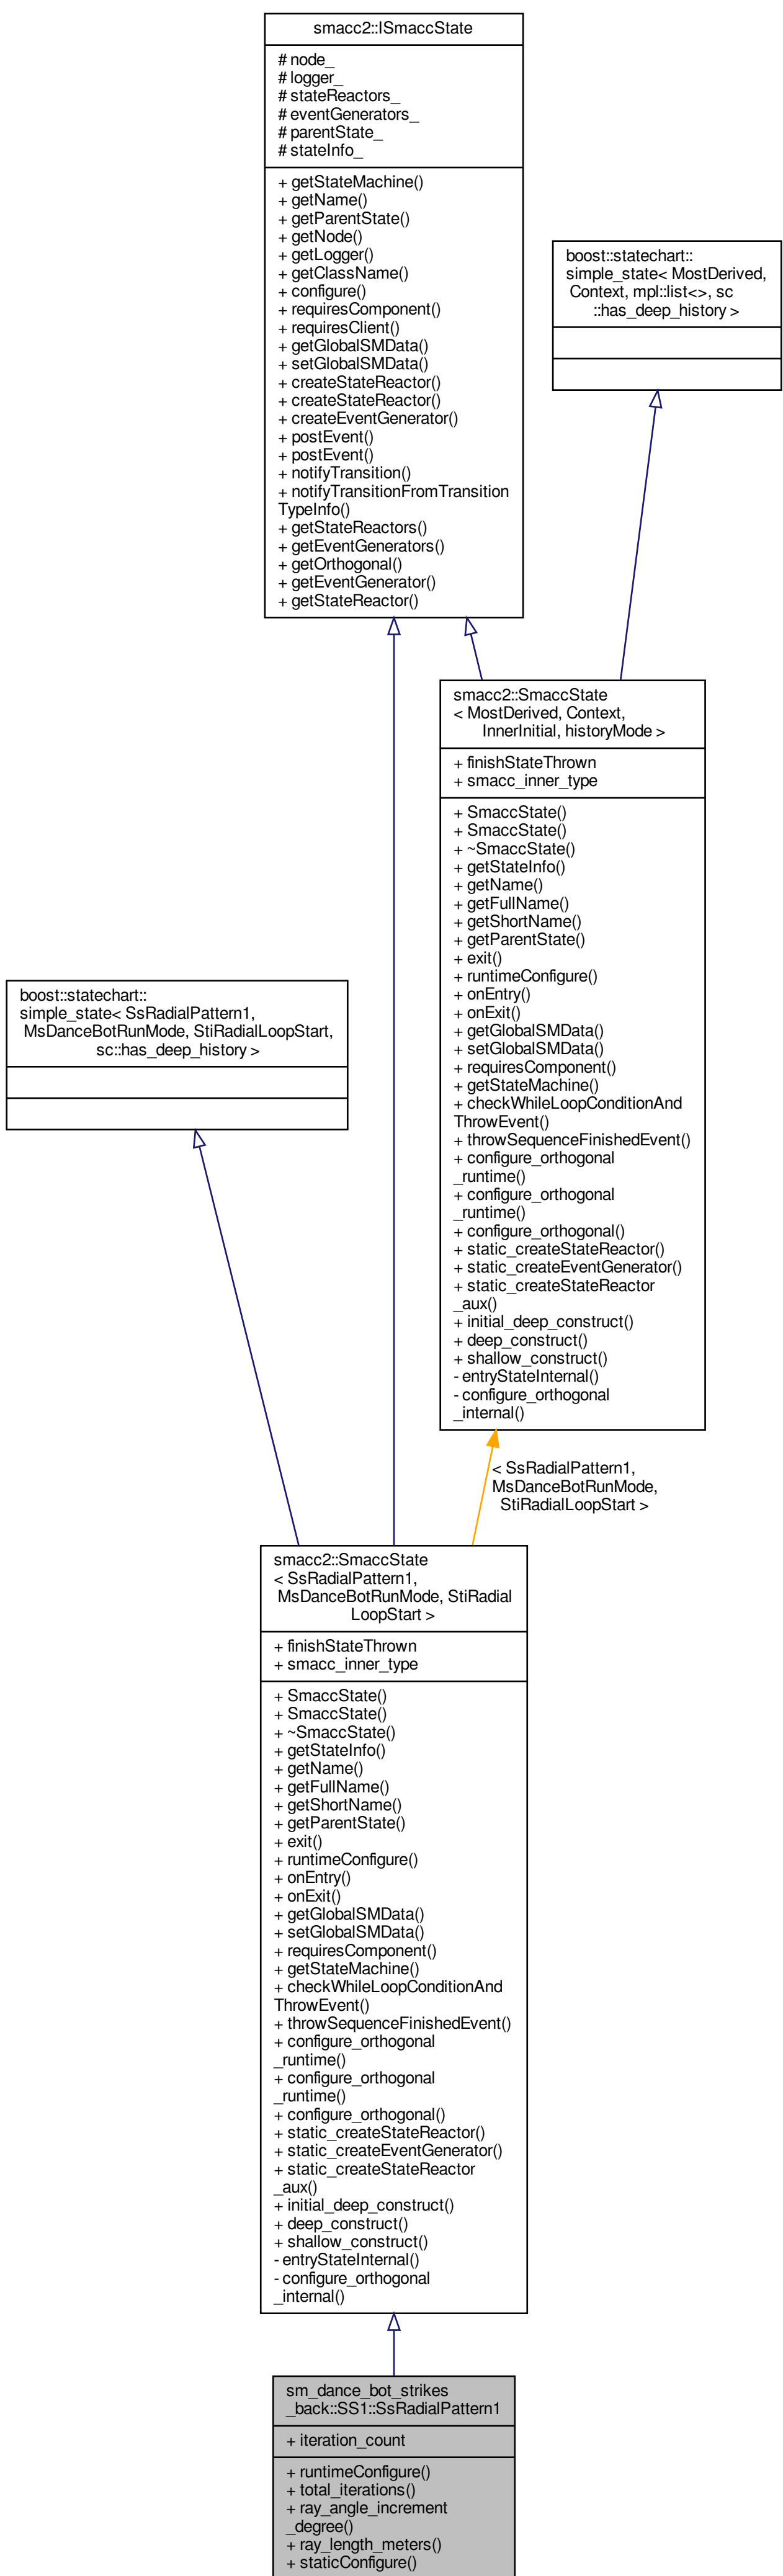 smacc2::ISmaccState
# node_
# logger_
# stateReactors_
# eventGenerators_
# parentState_
# stateInfo_
+ getStateMachine()
+ getName()
+ getParentState()
+ getNode()
+ getLogger()
+ getClassName()
+ configure()
+ requiresComponent()
+ requiresClient()
+ getGlobalSMData()
+ setGlobalSMData()
+ createStateReactor()
+ createStateReactor()
+ createEventGenerator()
+ postEvent()
+ postEvent()
+ notifyTransition()
+ notifyTransitionFromTransition
TypeInfo()
+ getStateReactors()
+ getEventGenerators()
+ getOrthogonal()
+ getEventGenerator()
+ getStateReactor()
boost::statechart::
simple_state< MostDerived,
Context, mpl::list<>, sc
::has_deep_history >
smacc2::SmaccState
< MostDerived, Context,
InnerInitial, historyMode >
+ finishStateThrown
+ smacc_inner_type
+ SmaccState()
+ SmaccState()
+ ~SmaccState()
+ getStateInfo()
+ getName()
+ getFullName()
+ getShortName()
+ getParentState()
+ exit()
+ runtimeConfigure()
+ onEntry()
+ onExit()
+ getGlobalSMData()
+ setGlobalSMData()
+ requiresComponent()
+ getStateMachine()
+ checkWhileLoopConditionAnd
ThrowEvent()
+ throwSequenceFinishedEvent()
+ configure_orthogonal
_runtime()
+ configure_orthogonal
_runtime()
+ configure_orthogonal()
+ static_createStateReactor()
+ static_createEventGenerator()
+ static_createStateReactor
_aux()
+ initial_deep_construct()
+ deep_construct()
+ shallow_construct()
- entryStateInternal()
- configure_orthogonal
_internal()
boost::statechart::
simple_state< SsRadialPattern1,
MsDanceBotRunMode, StiRadialLoopStart,
sc::has_deep_history >
< SsRadialPattern1,
MsDanceBotRunMode,
StiRadialLoopStart >
smacc2::SmaccState
< SsRadialPattern1,
MsDanceBotRunMode, StiRadial
LoopStart >
+ finishStateThrown
+ smacc_inner_type
+ SmaccState()
+ SmaccState()
+ ~SmaccState()
+ getStateInfo()
+ getName()
+ getFullName()
+ getShortName()
+ getParentState()
+ exit()
+ runtimeConfigure()
+ onEntry()
+ onExit()
+ getGlobalSMData()
+ setGlobalSMData()
+ requiresComponent()
+ getStateMachine()
+ checkWhileLoopConditionAnd
ThrowEvent()
+ throwSequenceFinishedEvent()
+ configure_orthogonal
_runtime()
+ configure_orthogonal
_runtime()
+ configure_orthogonal()
+ static_createStateReactor()
+ static_createEventGenerator()
+ static_createStateReactor
_aux()
+ initial_deep_construct()
+ deep_construct()
+ shallow_construct()
- entryStateInternal()
- configure_orthogonal
_internal()
sm_dance_bot_strikes
_back::SS1::SsRadialPattern1
+ iteration_count
+ runtimeConfigure()
+ total_iterations()
+ ray_angle_increment
_degree()
+ ray_length_meters()
+ staticConfigure()